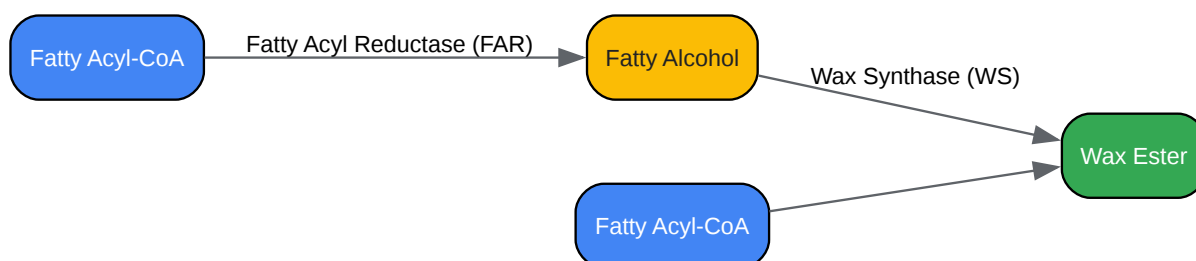 Fatty Acyl-CoA
Fatty Acyl Reductase (FAR)
Fatty Alcohol
Wax Synthase (WS)
Wax Ester
Fatty Acyl-CoA